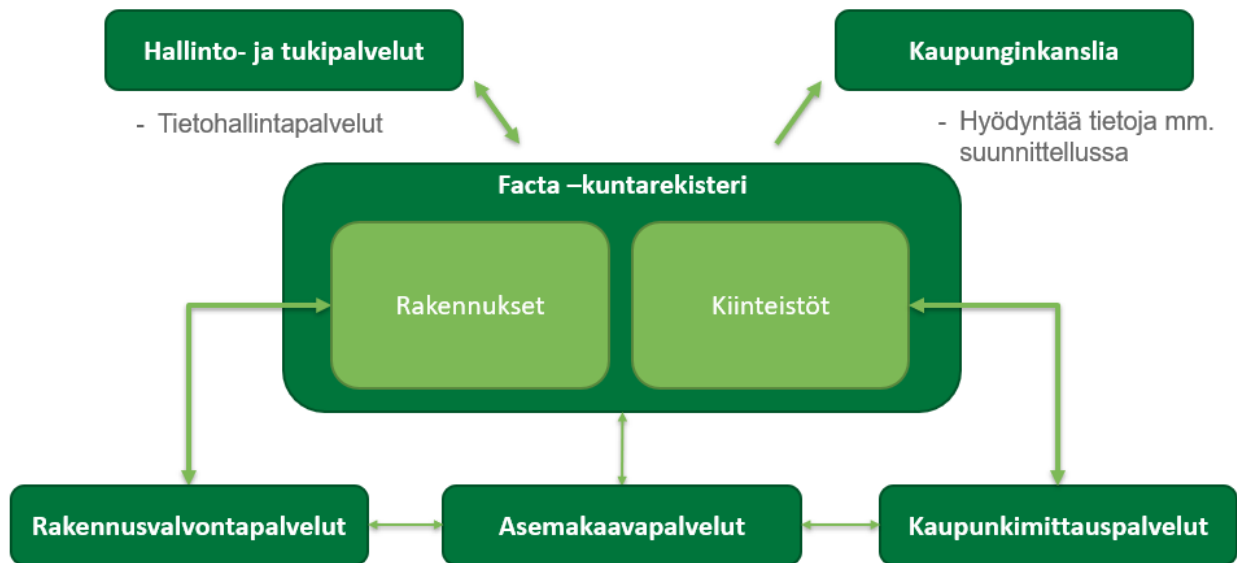 Hallinto- ja tukipalvelut
Kaupunginkanslia
- Tietohallintapalvelut
- Hyödyntää tietoja mm.
suunnittellussa
Facta –kuntarekisteri
Rakennukset
Kiinteistöt
Rakennusvalvontapalvelut
Asemakaavapalvelut
Kaupunkimittauspalvelut